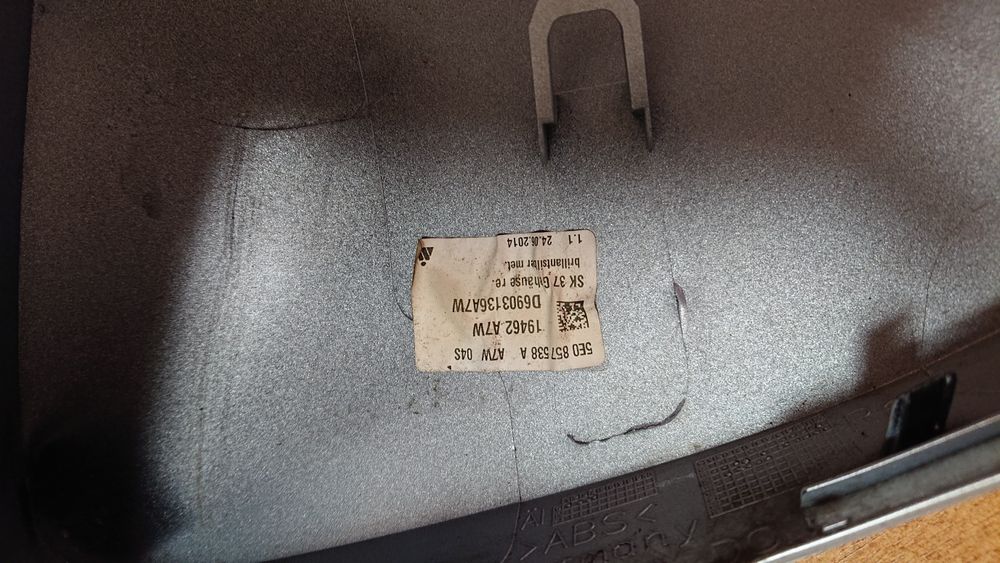 5E0 857538 A A7W 04S
19462 A7W
D6903136A7W
SK 37 Gehäuse re.
brillantsilber met.
1.1 24.06.2014
>ABS<